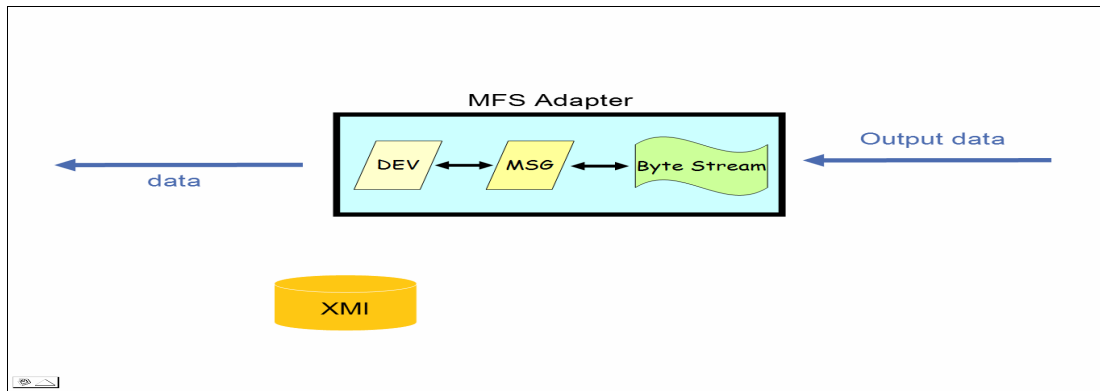 MFS Adapter
Output data
DEV
MSG
Byte Stream
data
XMI